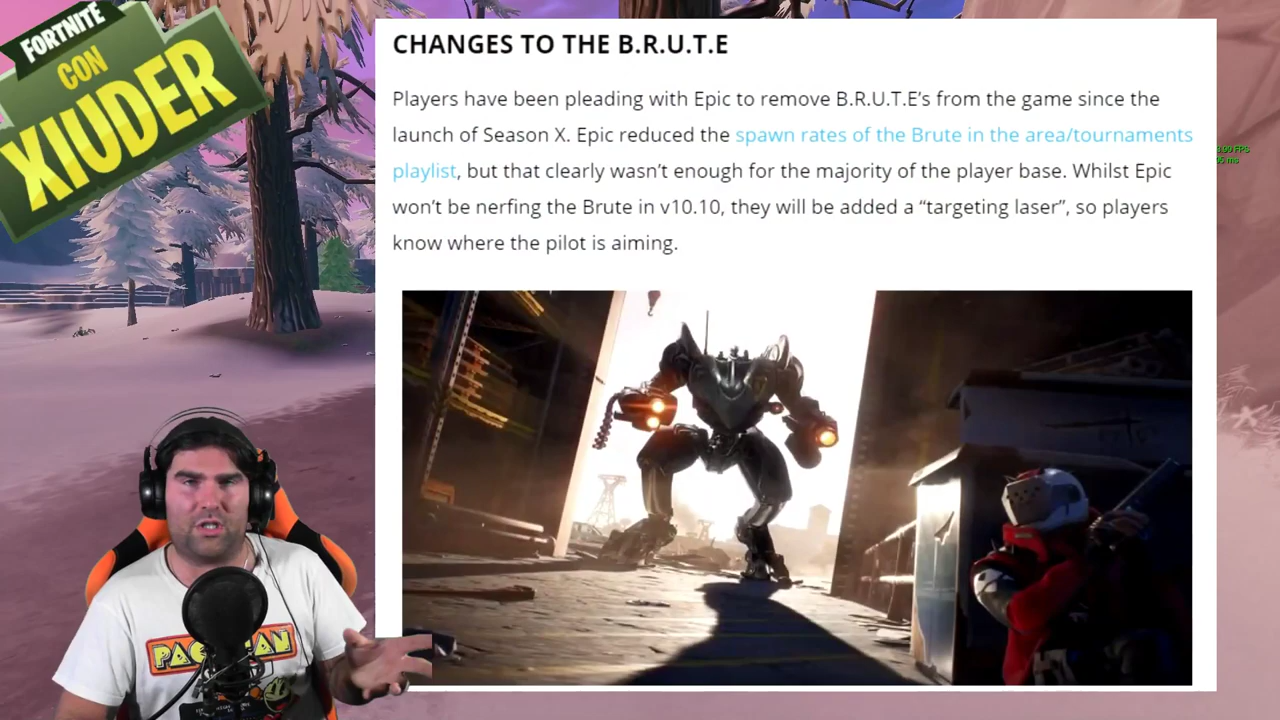 FORTNITE
CON
XIUDER
CHANGES TO THE B.R.U.T.E
Players have been pleading with Epic to remove B.R.U.T.E’s from the game since the
launch of Season X. Epic reduced the spawn rates of the Brute in the area/tournaments
playlist, but that clearly wasn’t enough for the majority of the player base. Whilst Epic
won’t be nerfing the Brute in v10.10, they will be added a “targeting laser”, so players
know where the pilot is aiming.